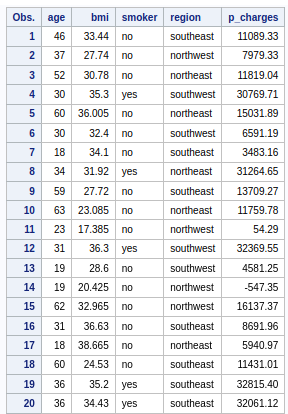 Obs. age bmi smoker region p_charges
1 46 33.44 no southeast 11089.33
2 37 27.74 no northwest 7979.33
3 52 30.78 no northeast 11819.04
4 30 35.3 yes southwest 30769.71
5 60 36.005 no northeast 15031.89
6 30 32.4 no southwest 6591.19
7 18 34.1 no southeast 3483.16
8 34 31.92 yes northeast 31264.65
9 59 27.72 no southeast 13709.27
10 63 23.085 no northeast 11759.78
11 23 17.385 no northwest 54.29
12 31 36.3 yes southwest 32369.55
13 19 28.6 no southwest 4581.25
14 19 20.425 no northwest -547.35
15 62 32.965 no northwest 16137.37
16 31 36.63 no southeast 8691.96
17 18 38.665 no northeast 5940.97
18 60 24.53 no southeast 11431.01
19 36 35.2 yes southeast 32815.40
20 36 34.43 yes southeast 32061.12